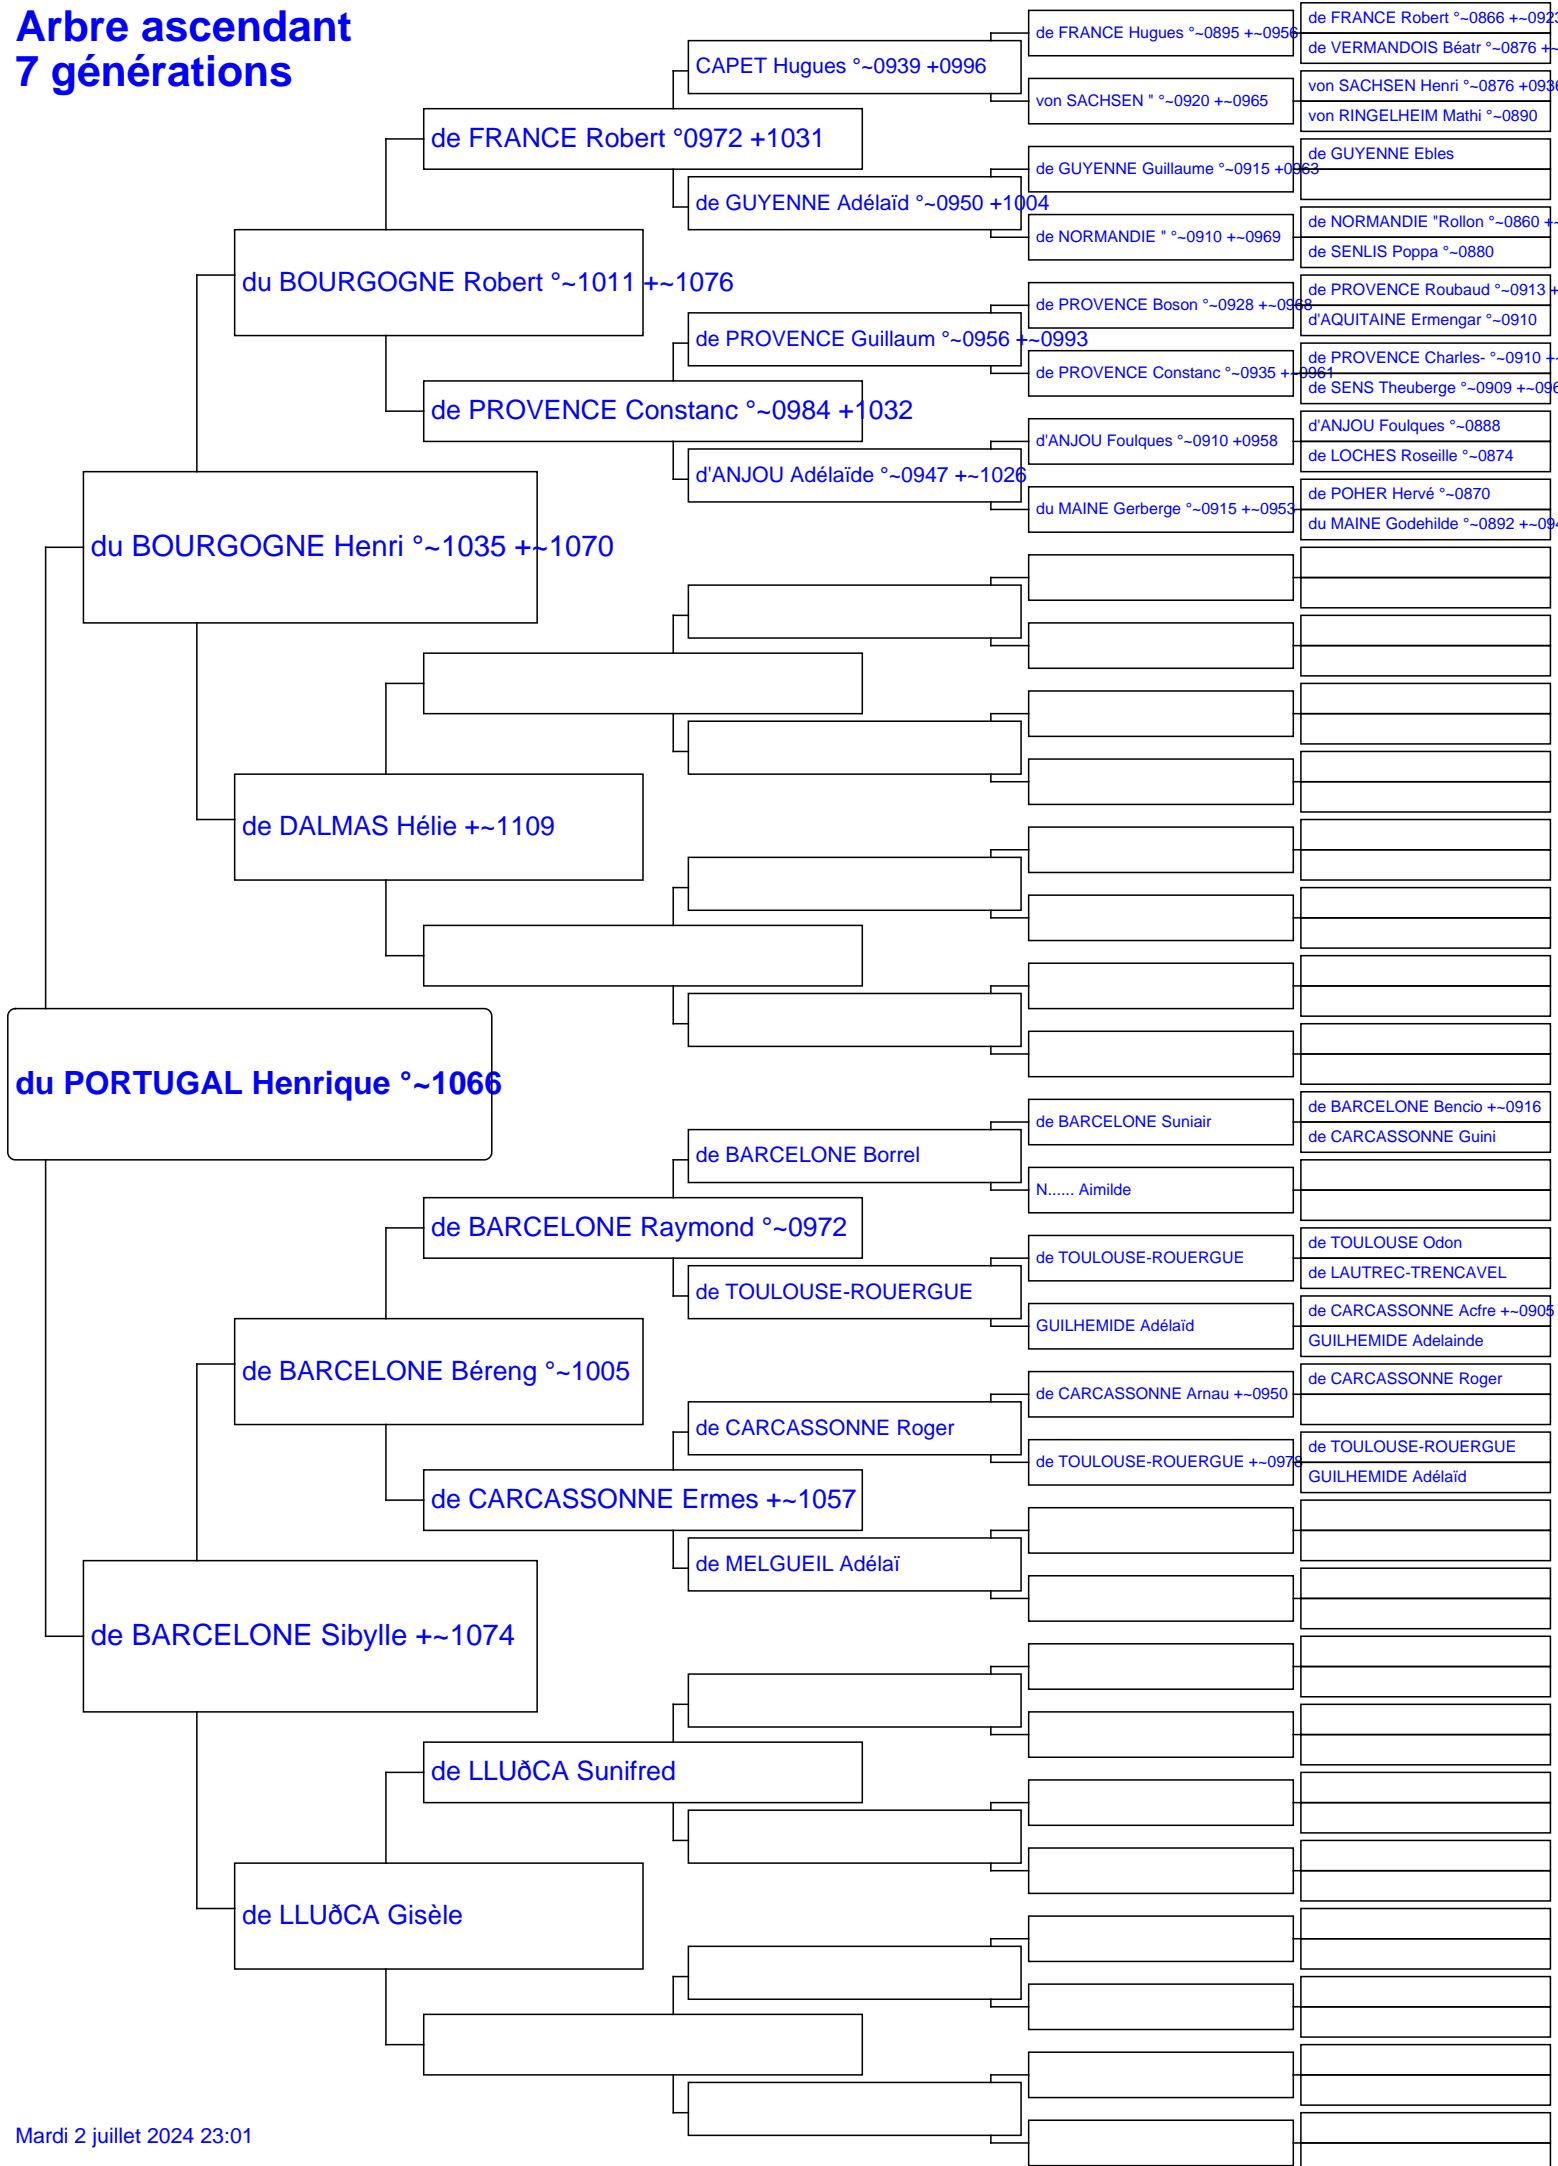 Arbre ascendant
7 générations
de FRANCE Robert °~0866 +~0923
de FRANCE Hugues °~0895 +~0956
de VERMANDOIS Béatr °~0876 +~
CAPET Hugues °~0939 +0996
von SACHSEN Henri °~0876 +0936
von SACHSEN " °~0920 +~0965
von RINGELHEIM Mathi °~0890
de FRANCE Robert °0972 +1031
de GUYENNE Ebles
de GUYENNE Guillaume °~0915 +0963
de GUYENNE Adélaïd °~0950 +1004
de NORMANDIE "Rollon °~0860 +~
de NORMANDIE " °~0910 +~0969
de SENLIS Poppa °~0880
du BOURGOGNE Robert °~1011 +~1076
de PROVENCE Roubaud °~0913 +
de PROVENCE Boson °~0928 +~0968
d'AQUITAINE Ermengar °~0910
de PROVENCE Guillaum °~0956 +~0993
de PROVENCE Charles- °~0910 +~
de PROVENCE Constanc °~0935 +~0961
de SENS Theuberge °~0909 +~096
de PROVENCE Constanc °~0984 +1032
d'ANJOU Foulques °~0888
d'ANJOU Foulques °~0910 +0958
de LOCHES Roseille °~0874
d'ANJOU Adélaïde °~0947 +~1026
de POHER Hervé °~0870
du MAINE Gerberge °~0915 +~0953
du MAINE Godehilde °~0892 +~094
du BOURGOGNE Henri °~1035 +~1070
de DALMAS Hélie +~1109
du PORTUGAL Henrique °~1066
de BARCELONE Bencio +~0916
de BARCELONE Suniair
de CARCASSONNE Guini
de BARCELONE Borrel
N...... Aimilde
de BARCELONE Raymond °~0972
de TOULOUSE Odon
de TOULOUSE-ROUERGUE
de LAUTREC-TRENCAVEL
de TOULOUSE-ROUERGUE
de CARCASSONNE Acfre +~0905
GUILHEMIDE Adélaïd
GUILHEMIDE Adelainde
de BARCELONE Béreng °~1005
de CARCASSONNE Roger
de CARCASSONNE Arnau +~0950
de CARCASSONNE Roger
de TOULOUSE-ROUERGUE
de TOULOUSE-ROUERGUE +~0978
GUILHEMIDE Adélaïd
de CARCASSONNE Ermes +~1057
de MELGUEIL Adélaï
de BARCELONE Sibylle +~1074
de LLUðCA Sunifred
de LLUðCA Gisèle
Mardi 2 juillet 2024 23:01